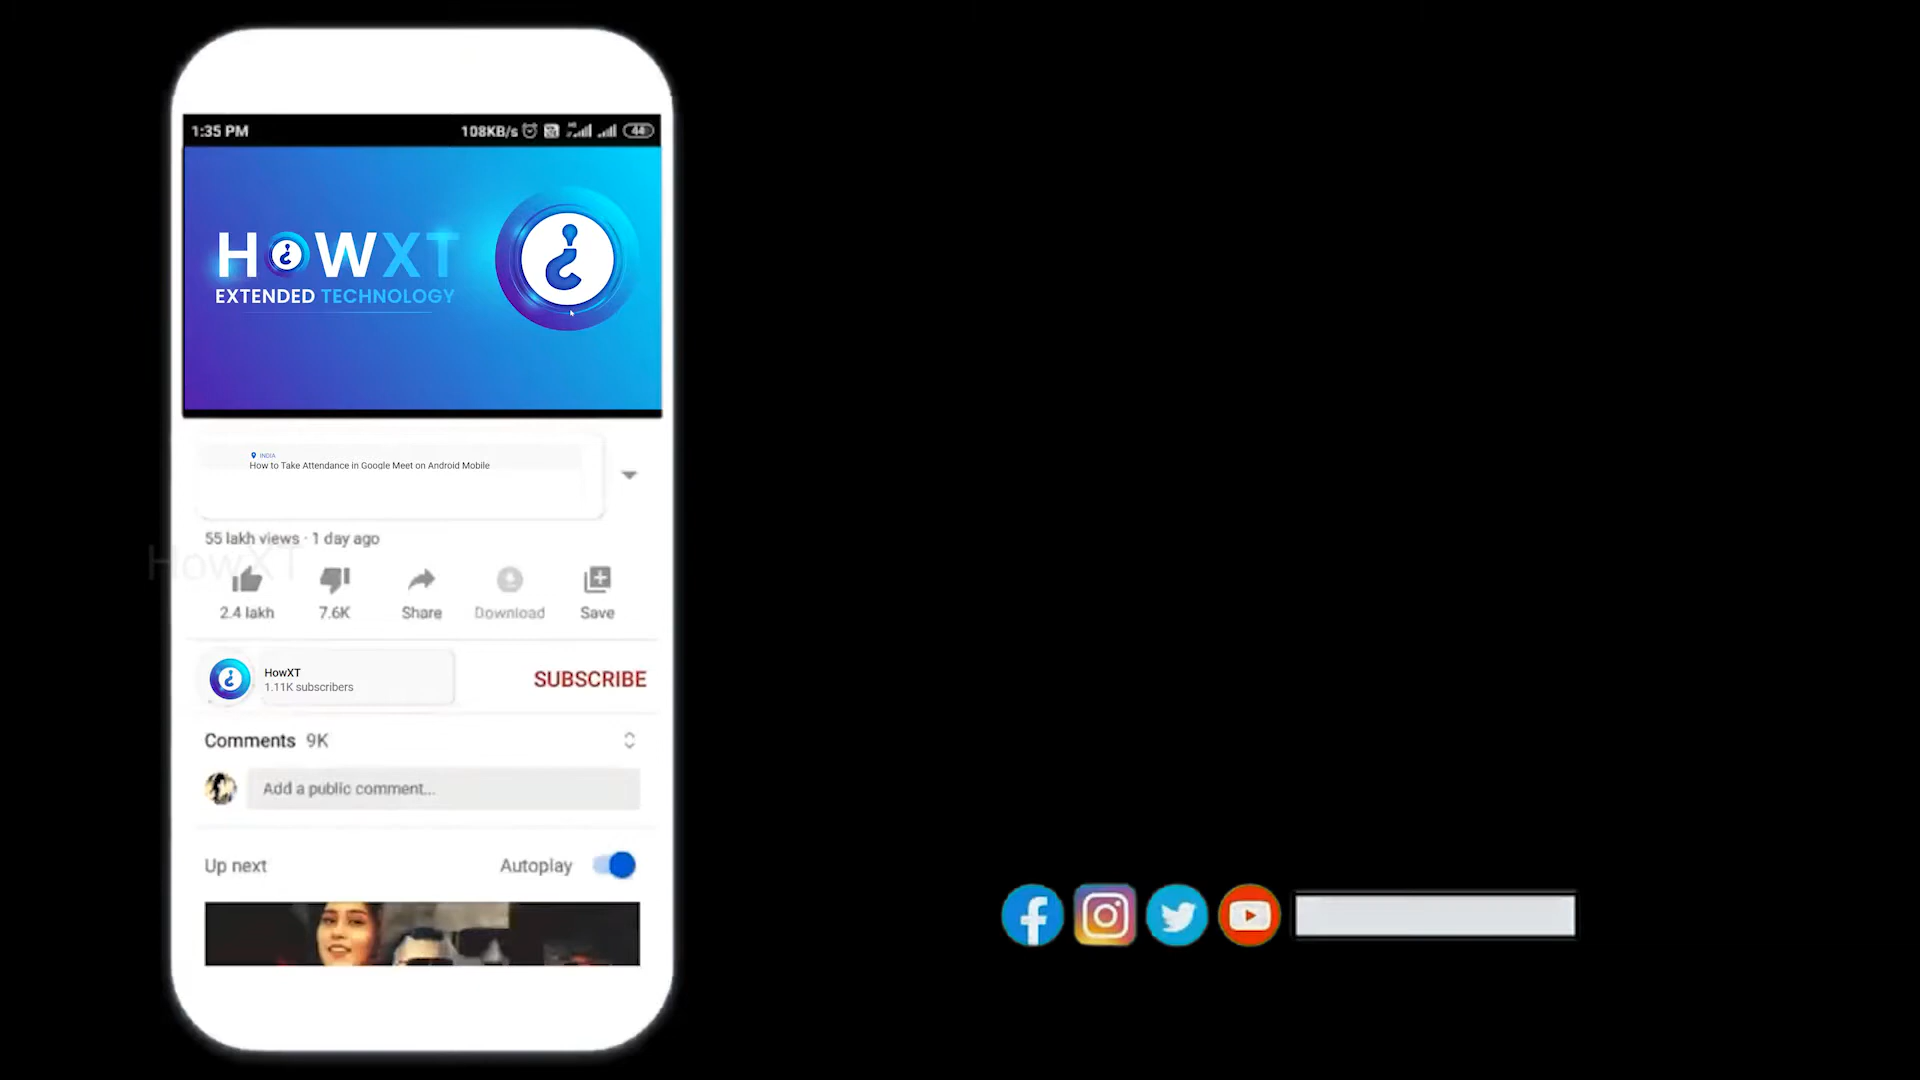 1:35 PM 108KB/s 44
HOWXT
EXTENDED TECHNOLOGY
INDIA
How to Take Attendance in Google Meet on Android Mobile
55 lakh views · 1 day ago
HowXT
2.4 lakh 7.6K Share Download Save
HowXT
1.11K subscribers
SUBSCRIBE
Comments 9K
Add a public comment...
Up next Autoplay